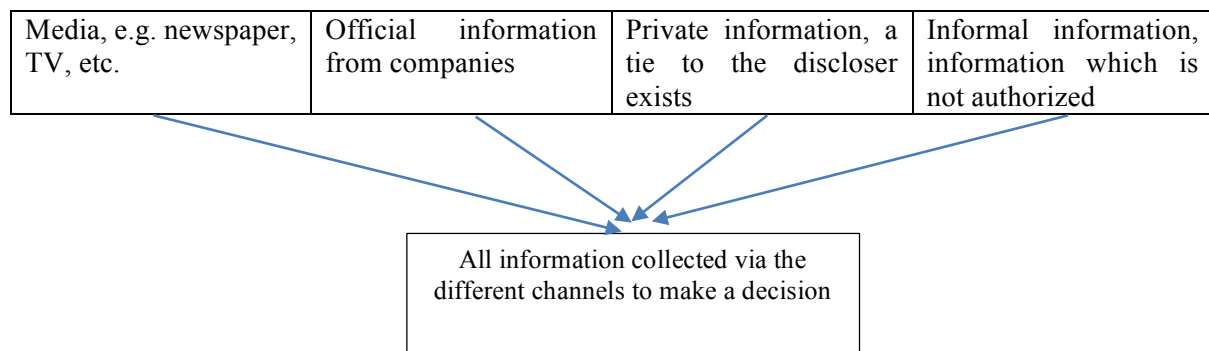 Media, e.g. newspaper,
TV, etc.
Official information
from companies
Private information, a
tie to the discloser
exists
Informal information,
information which is
not authorized
All information collected via the
different channels to make a decision